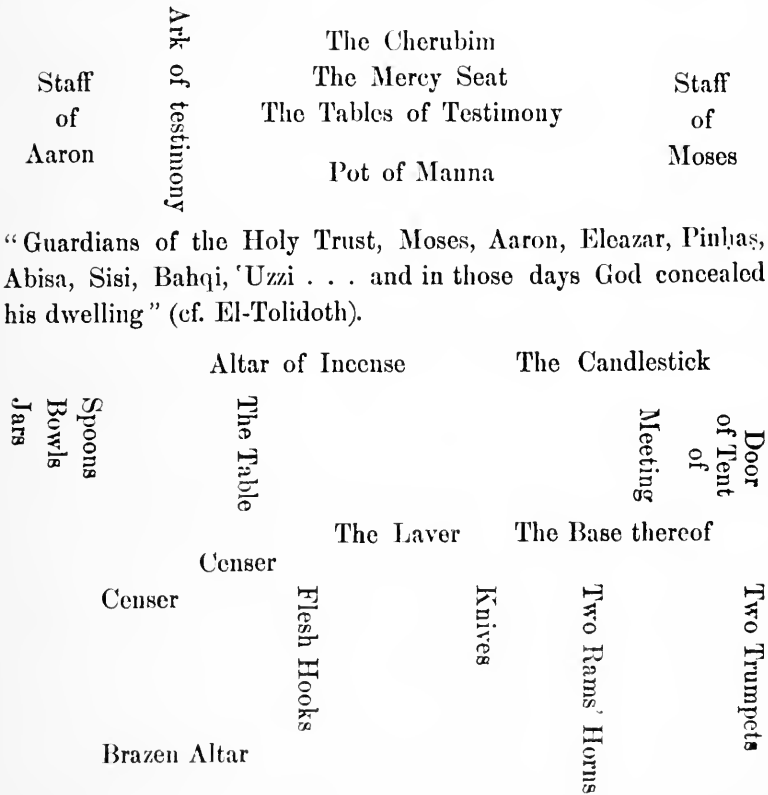 Ark of testimony
The Cherubim
The Mercy Seat
The Tables of Testimony
Pot of Manna
Staff
of
Aaron
Staff
of
Moses
“Guardians of the Holy Trust, Moses, Aaron, Eleazar, Pinḥas,
Abisa, Sisi, Bahqi, ‛Uzzi . . . and in those days God concealed
his dwelling” (cf. El-Tolidoth).
Altar of Incense
The Candlestick
Jars
Bowls
Spoons
The Table
Door
of Tent
of
Meeting
The Laver
The Base thereof
Censer
Censer
Flesh Hooks
Knives
Two Rams’ Horns
Two Trumpets
Brazen Altar